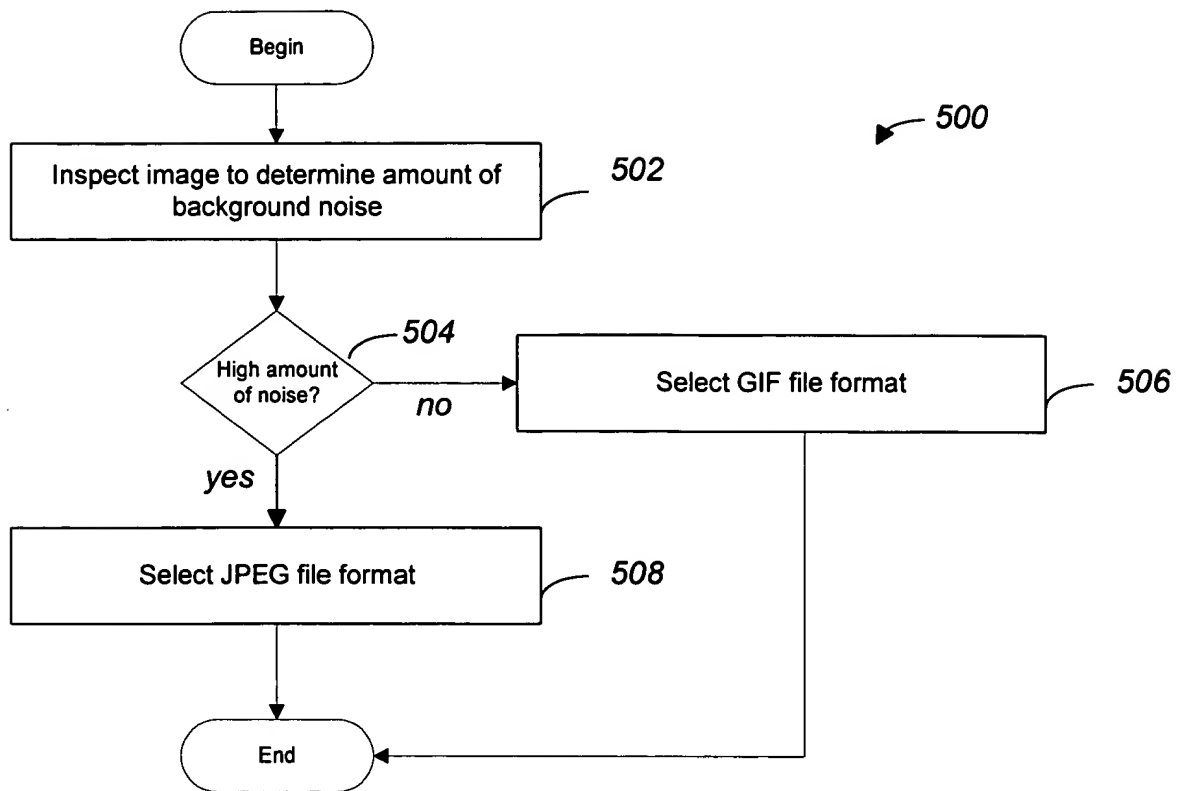 Begin
500
Inspect image to determine amount of
background noise
502
504
High amount
of noise?
no
Select GIF file format
506
yes
Select JPEG file format
508
End